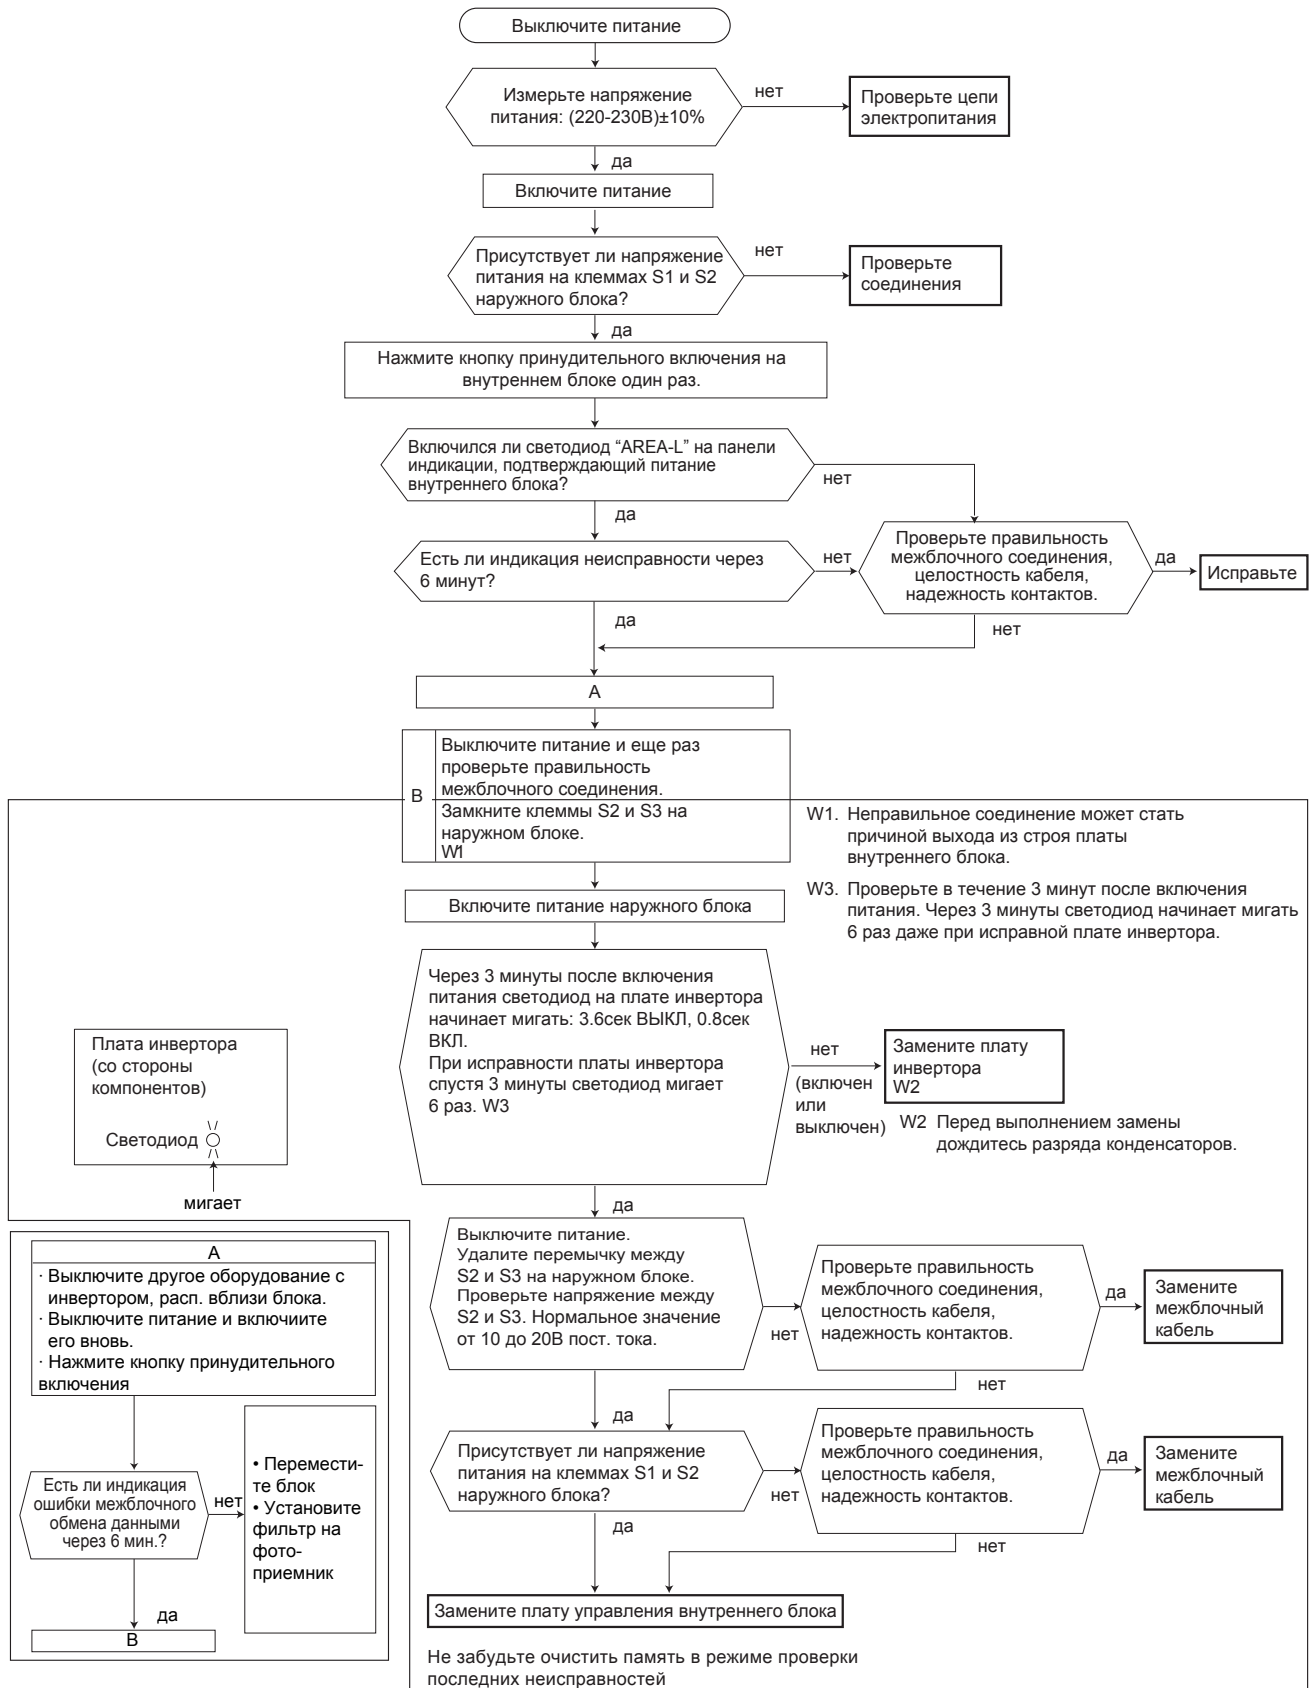 Выключите питание
Измерьте напряжение
питания: (220-230В)±10%
нет
Проверьте цепи
электропитания
да
Включите питание
Присутствует ли напряжение
питания на клеммах S1 и S2
наружного блока?
нет
Проверьте
соединения
да
Нажмите кнопку принудительного включения на
внутреннем блоке один раз.
Включился ли светодиод “AREA-L” на панели
индикации, подтверждающий питание
внутреннего блока?
нет
да
Есть ли индикация неисправности через
6 минут?
нет
Проверьте правильность
межблочного соединения,
целостность кабеля,
надежность контактов.
да
Исправьте
да
нет
А
В
Выключите питание и еще раз
проверьте правильность
межблочного соединения.
Замкните клеммы S2 и S3 на
наружном блоке.
W1
W1. Неправильное соединение может стать
причиной выхода из строя платы
внутреннего блока.
W3. Проверьте в течение 3 минут после включения
питания. Через 3 минуты светодиод начинает мигать
6 раз даже при исправной плате инвертора.
Включите питание наружного блока
Через 3 минуты после включения
питания светодиод на плате инвертора
начинает мигать: 3.6сек ВЫКЛ, 0.8сек
ВКЛ.
При исправности платы инвертора
спустя 3 минуты светодиод мигает
6 раз. W3
нет
(включен
или
выключен)
Замените плату
инвертора
W2
W2 Перед выполнением замены
дождитесь разряда конденсаторов.
Плата инвертора
(со стороны
компонентов)
Светодиод
мигает
да
Выключите питание.
Удалите перемычку между
S2 и S3 на наружном блоке.
Проверьте напряжение между
S2 и S3. Нормальное значение
от 10 до 20В пост. тока.
нет
Проверьте правильность
межблочного соединения,
целостность кабеля,
надежность контактов.
да
Замените
межблочный
кабель
нет
да
Присутствует ли напряжение
питания на клеммах S1 и S2
наружного блока?
нет
Проверьте правильность
межблочного соединения,
целостность кабеля,
надежность контактов.
да
Замените
межблочный
кабель
нет
да
Замените плату управления внутреннего блока
Не забудьте очистить память в режиме проверки
последних неисправностей
А
· Выключите другое оборудование с
инвертором, расп. вблизи блока.
· Выключите питание и включиите
его вновь.
· Нажмите кнопку принудительного
включения
Есть ли индикация
ошибки межблочного
обмена данными
через 6 мин.?
нет
• Перемести-
те блок
• Установите
фильтр на
фото-
приемник
да
В